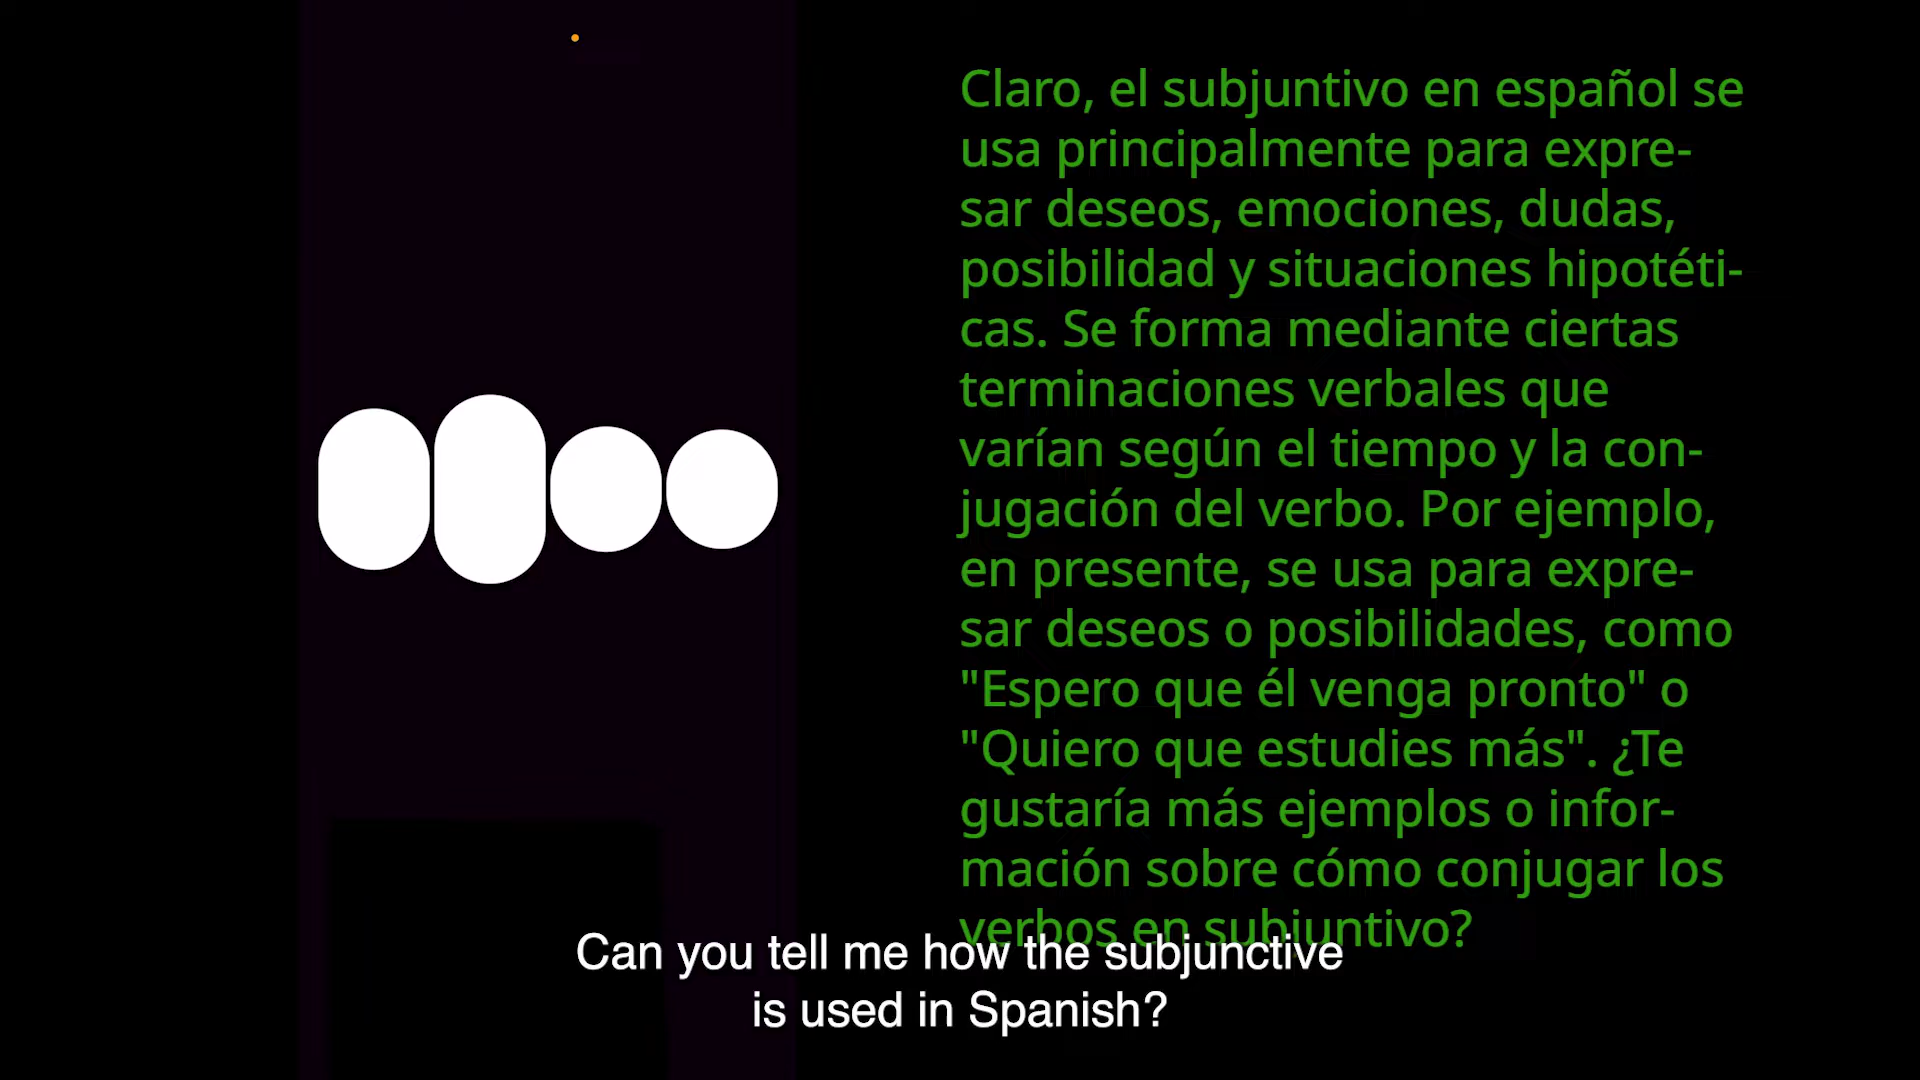 Claro, el subjuntivo en español se
usa principalmente para expre-
sar deseos, emociones, dudas,
posibilidad y situaciones hipotéti-
cas. Se forma mediante ciertas
terminaciones verbales que
varían según el tiempo y la con-
jugación del verbo. Por ejemplo,
en presente, se usa para expre-
sar deseos o posibilidades, como
"Espero que él venga pronto" o
"Quiero que estudies más". ¿Te
gustaría más ejemplos o infor-
mación sobre cómo conjugar los
verbos en subjuntivo?
Can you tell me how the subjunctive
is used in Spanish?